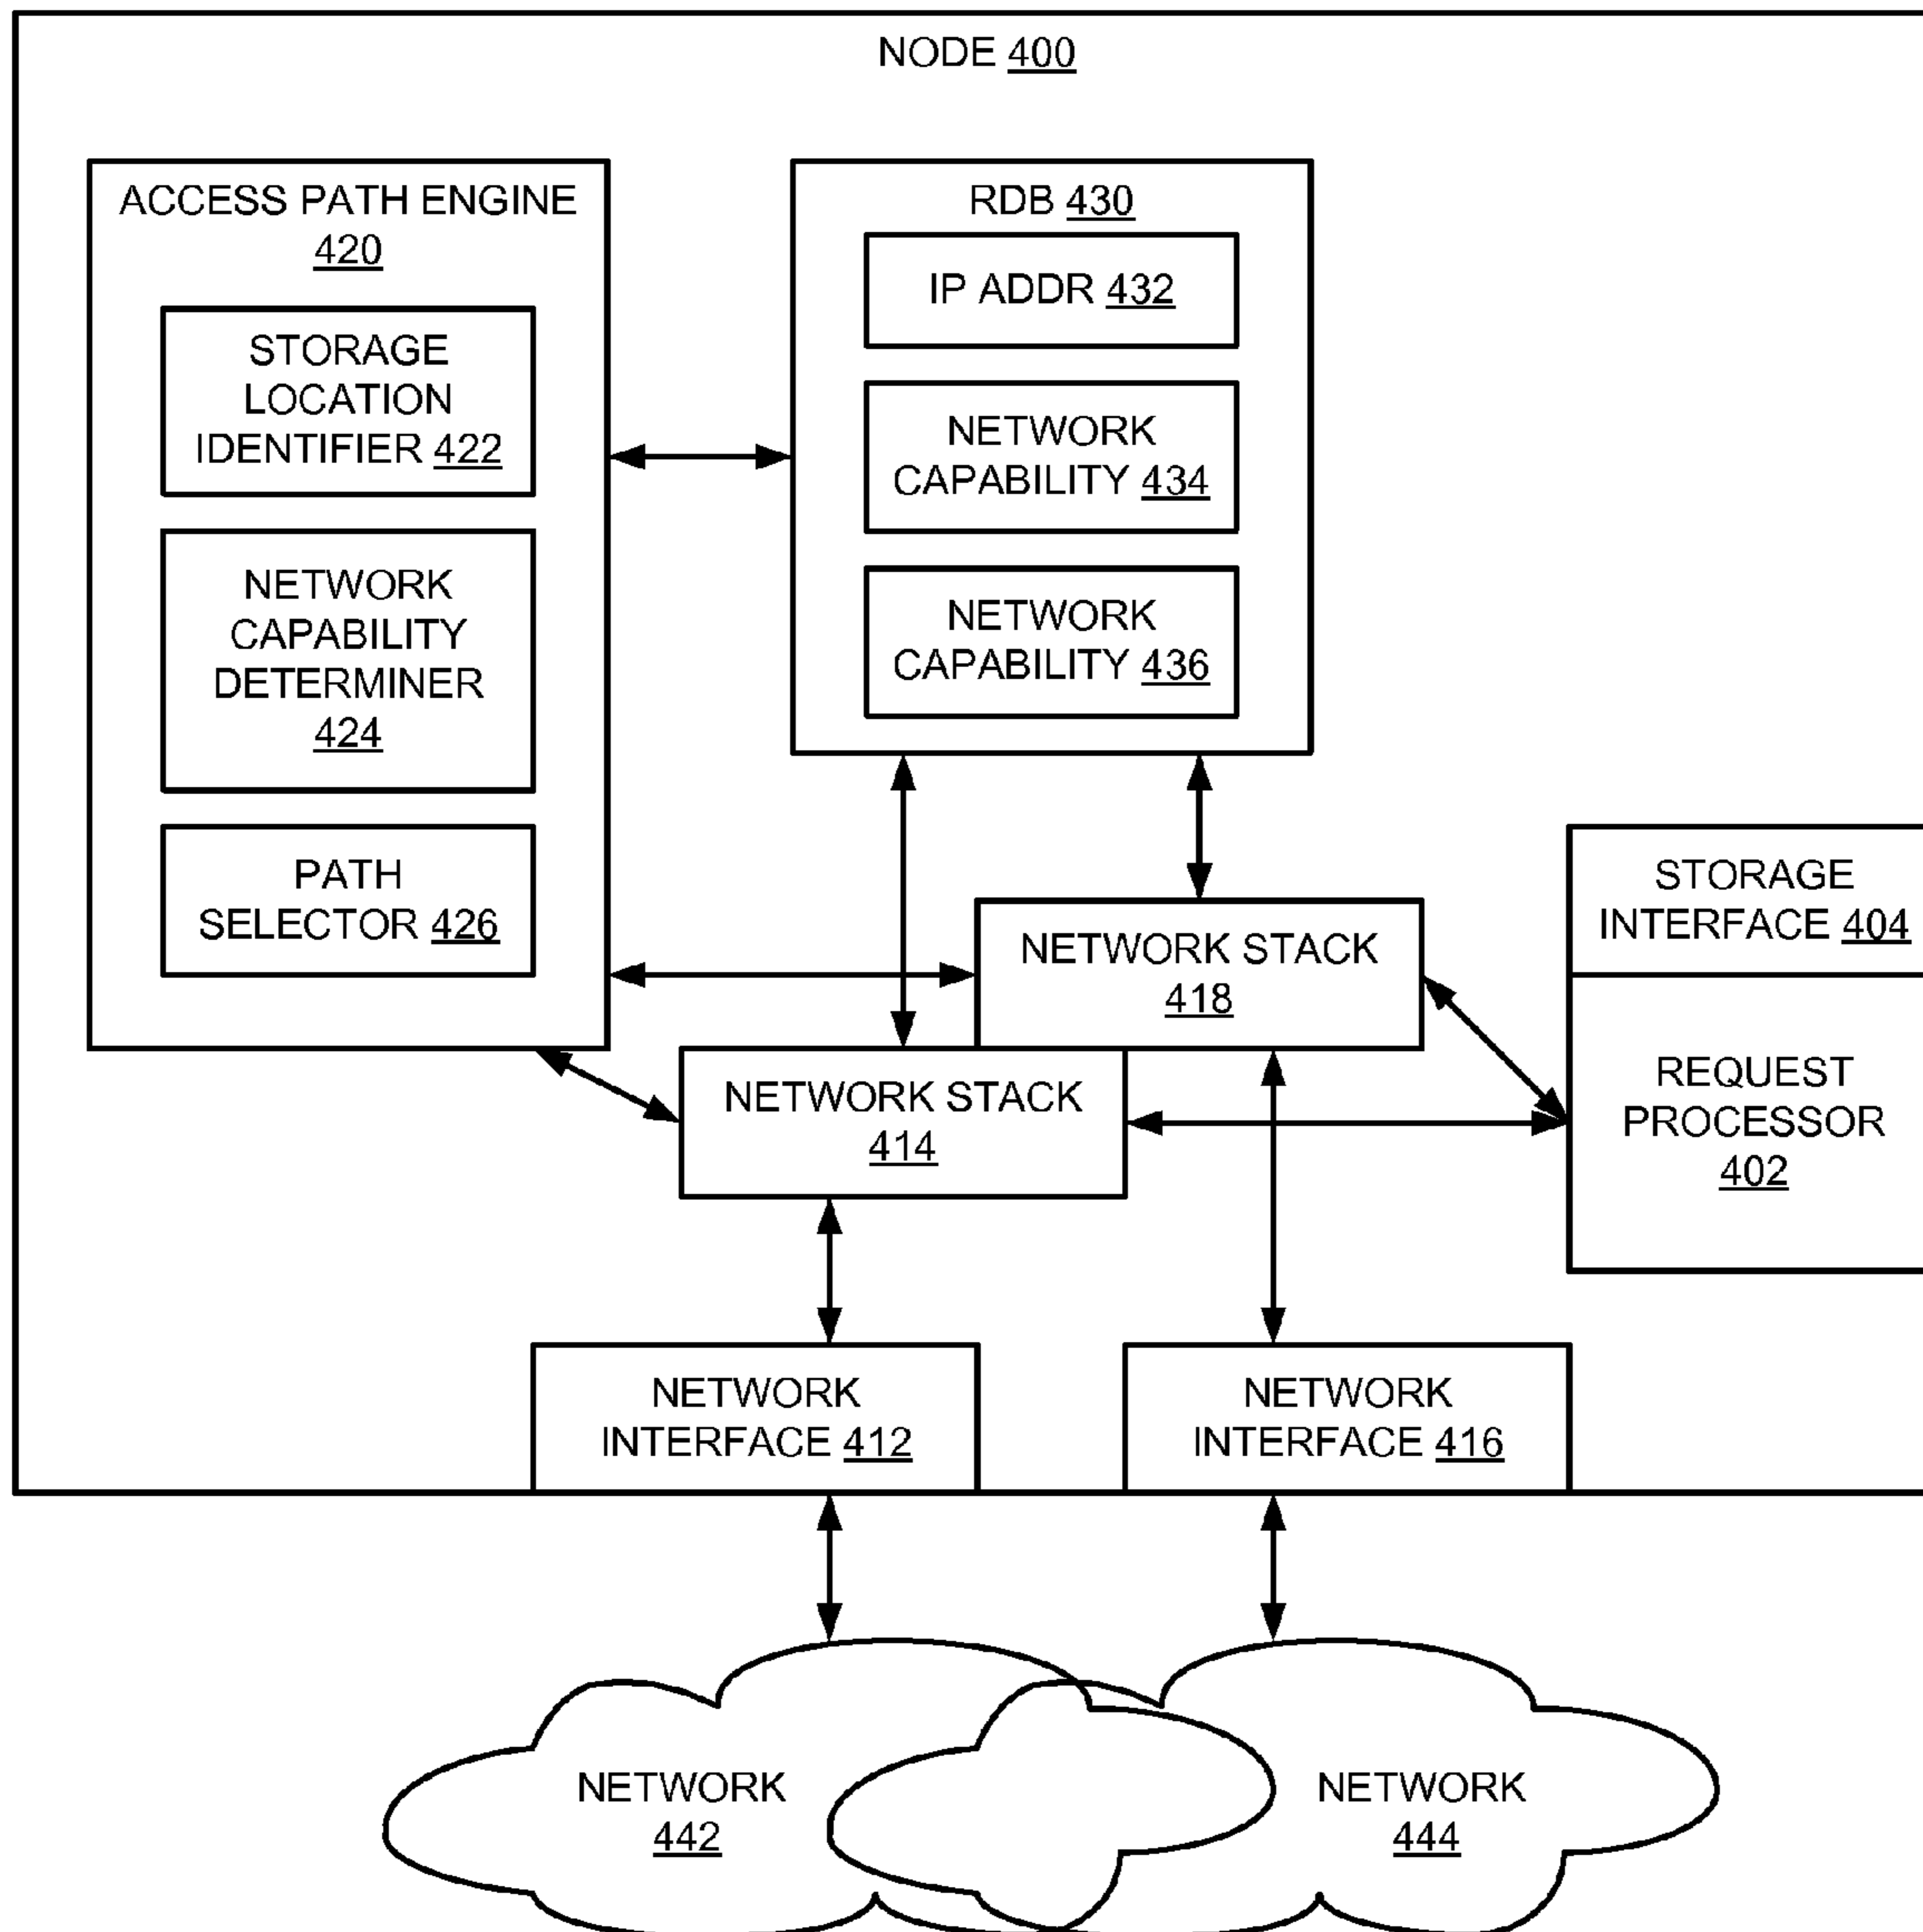 NODE 400
ACCESS PATH ENGINE
420
STORAGE
LOCATION
IDENTIFIER 422
NETWORK
CAPABILITY
DETERMINER
424
PATH
SELECTOR 426
RDB 430
IP ADDR 432
NETWORK
CAPABILITY 434
NETWORK
CAPABILITY 436
STORAGE
INTERFACE 404
REQUEST
PROCESSOR
402
NETWORK STACK
418
NETWORK STACK
414
NETWORK
INTERFACE 412
NETWORK
INTERFACE 416
NETWORK
442
NETWORK
444